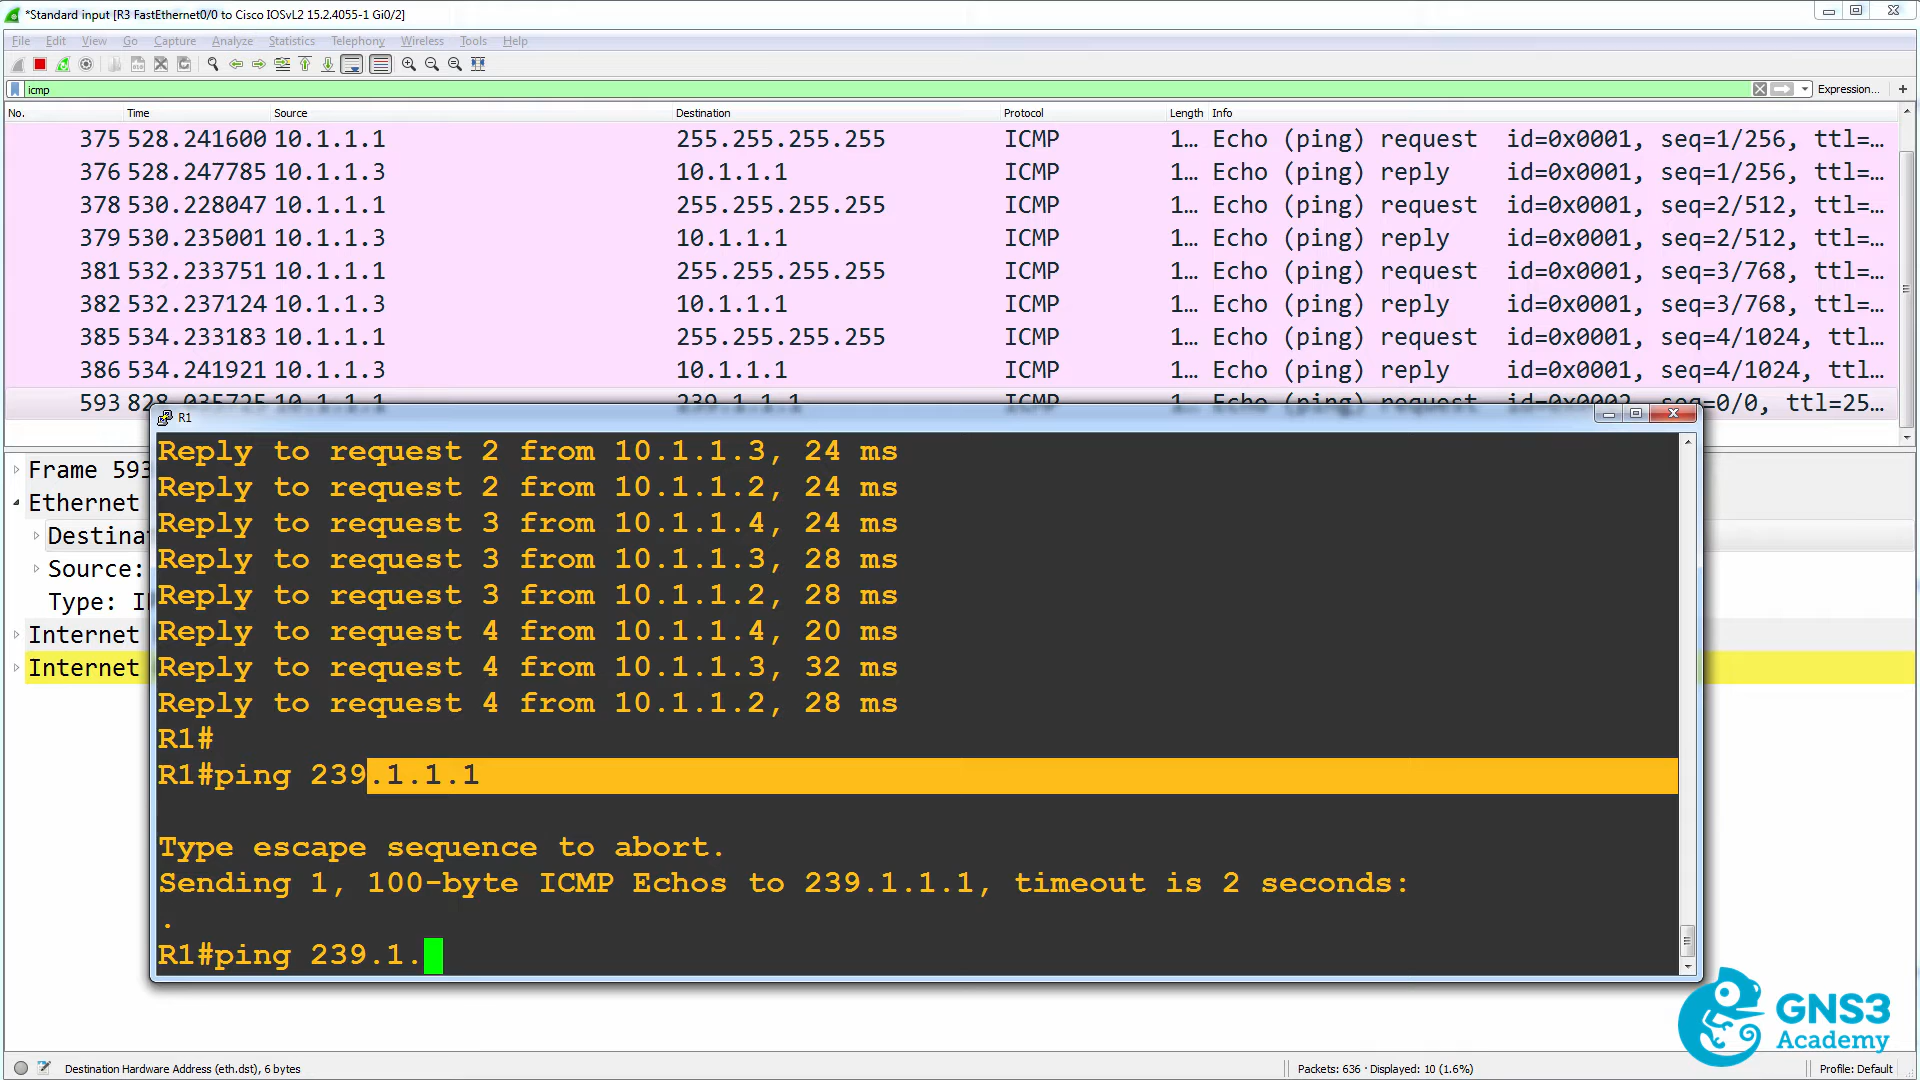 *Standard input [R3 FastEthernet0/0 to Cisco IOSvL2 15.2.4055-1 Gi0/2]
File Edit View Go Capture Analyze Statistics Telephony Wireless Tools Help
icmp Expression... +
No. Time Source Destination Protocol Length Info
375 528.241600 10.1.1.1 255.255.255.255 ICMP 1... Echo (ping) request id=0x0001, seq=1/256, ttl=...
376 528.247785 10.1.1.3 10.1.1.1 ICMP 1... Echo (ping) reply id=0x0001, seq=1/256, ttl=...
378 530.228047 10.1.1.1 255.255.255.255 ICMP 1... Echo (ping) request id=0x0001, seq=2/512, ttl=...
379 530.235001 10.1.1.3 10.1.1.1 ICMP 1... Echo (ping) reply id=0x0001, seq=2/512, ttl=...
381 532.233751 10.1.1.1 255.255.255.255 ICMP 1... Echo (ping) request id=0x0001, seq=3/768, ttl=...
382 532.237124 10.1.1.3 10.1.1.1 ICMP 1... Echo (ping) reply id=0x0001, seq=3/768, ttl=...
385 534.233183 10.1.1.1 255.255.255.255 ICMP 1... Echo (ping) request id=0x0001, seq=4/1024, ttl...
386 534.241921 10.1.1.3 10.1.1.1 ICMP 1... Echo (ping) reply id=0x0001, seq=4/1024, ttl...
593 828.035725 10.1.1.1 239.1.1.1 ICMP 1... Echo (ping) request id=0x0002, seq=0/0, ttl=25...
Frame 593
Ethernet
Destina
Source:
Type: I
Internet
Internet
R1
Reply to request 2 from 10.1.1.3, 24 ms
Reply to request 2 from 10.1.1.2, 24 ms
Reply to request 3 from 10.1.1.4, 24 ms
Reply to request 3 from 10.1.1.3, 28 ms
Reply to request 3 from 10.1.1.2, 28 ms
Reply to request 4 from 10.1.1.4, 20 ms
Reply to request 4 from 10.1.1.3, 32 ms
Reply to request 4 from 10.1.1.2, 28 ms
R1#
R1#ping 239.1.1.1
Type escape sequence to abort.
Sending 1, 100-byte ICMP Echos to 239.1.1.1, timeout is 2 seconds:
.
R1#ping 239.1.
GNS3
Academy
Destination Hardware Address (eth.dst), 6 bytes
Packets: 636 · Displayed: 10 (1.6%)
Profile: Default